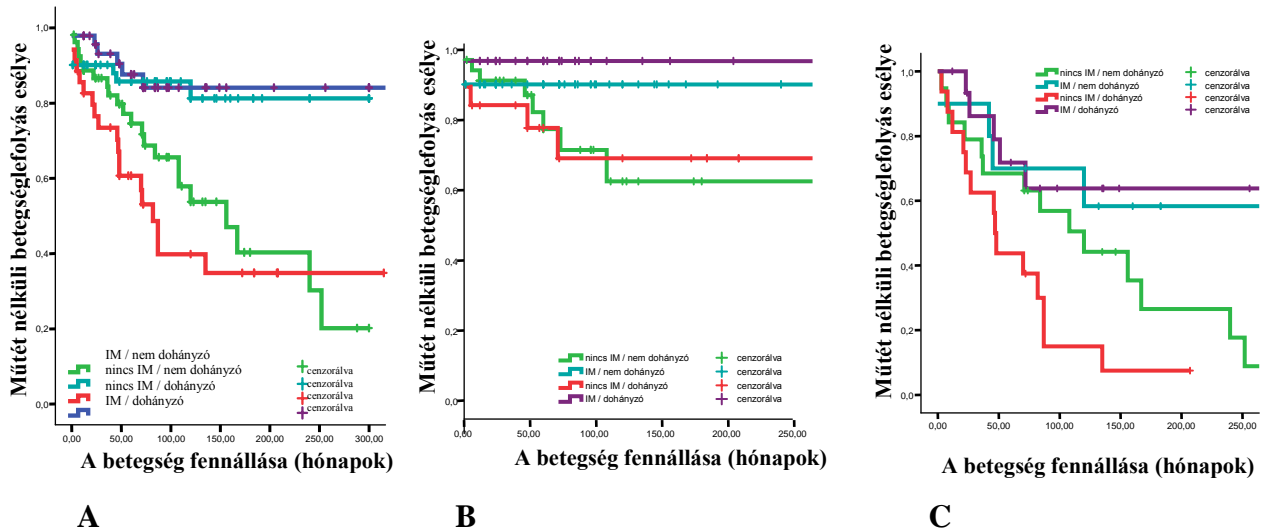 Műtét nélküli betegséglefolyás esélye
1,0
0,8
0,6
0,4
0,2
0,0
IM / nem dohányzó
nincs IM / nem dohányzó
nincs IM / dohányzó
IM / dohányzó
cenzorálva
cenzorálva
cenzorálva
cenzorálva
0,00 50,00 100,00 150,00 200,00 250,00 300,00
A betegség fennállása (hónapok)
A
Műtét nélküli betegséglefolyás esélye
1,0
0,8
0,6
0,4
0,2
0,0
nincs IM / nem dohányzó cenzorálva
IM / nem dohányzó cenzorálva
nincs IM / dohányzó cenzorálva
IM / dohányzó cenzorálva
0,00 50,00 100,00 150,00 200,00 250,00
A betegség fennállása (hónapok)
B
Műtét nélküli betegséglefolyás esélye
nincs IM / nem dohányzó cenzorálva
IM / nem dohányzó cenzorálva
nincs IM / dohányzó cenzorálva
IM / dohányzó cenzorálva
1,0
0,8
0,6
0,4
0,2
0,0
0,00 50,00 100,00 150,00 200,00 250,00
A betegség fennállása (hónapok)
C